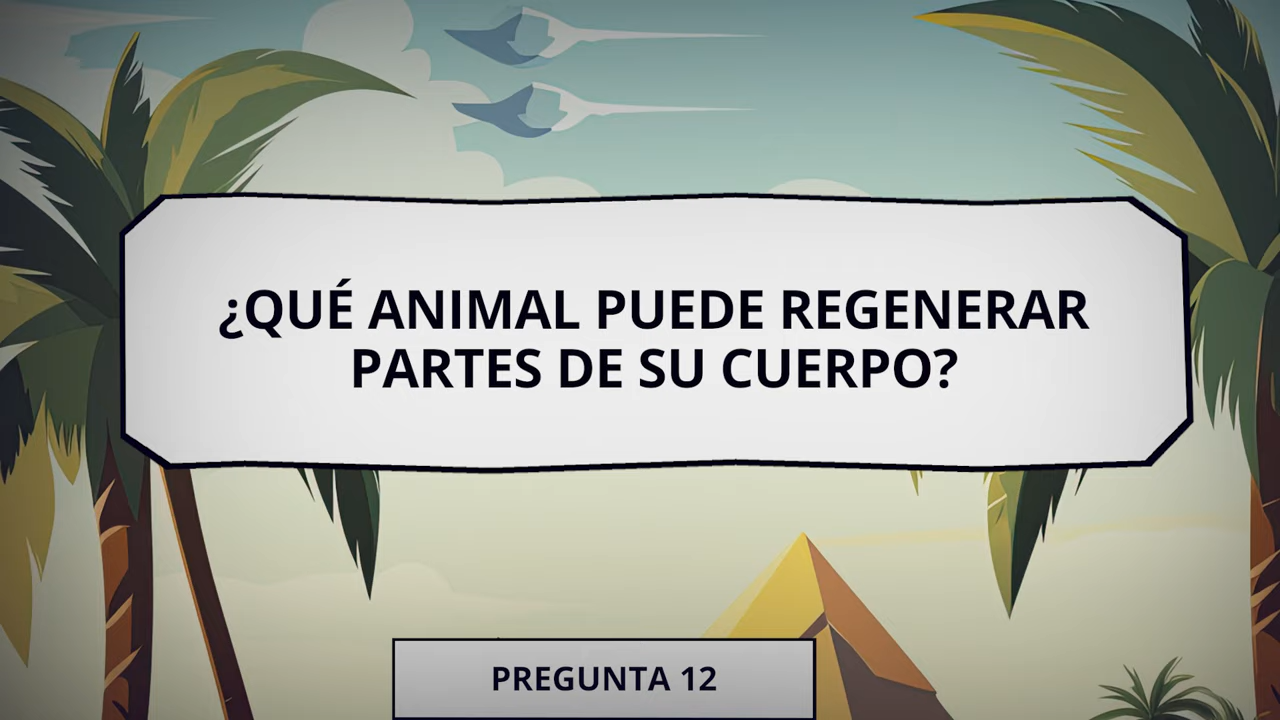 ¿QUÉ ANIMAL PUEDE REGENERAR
PARTES DE SU CUERPO?
PREGUNTA 12